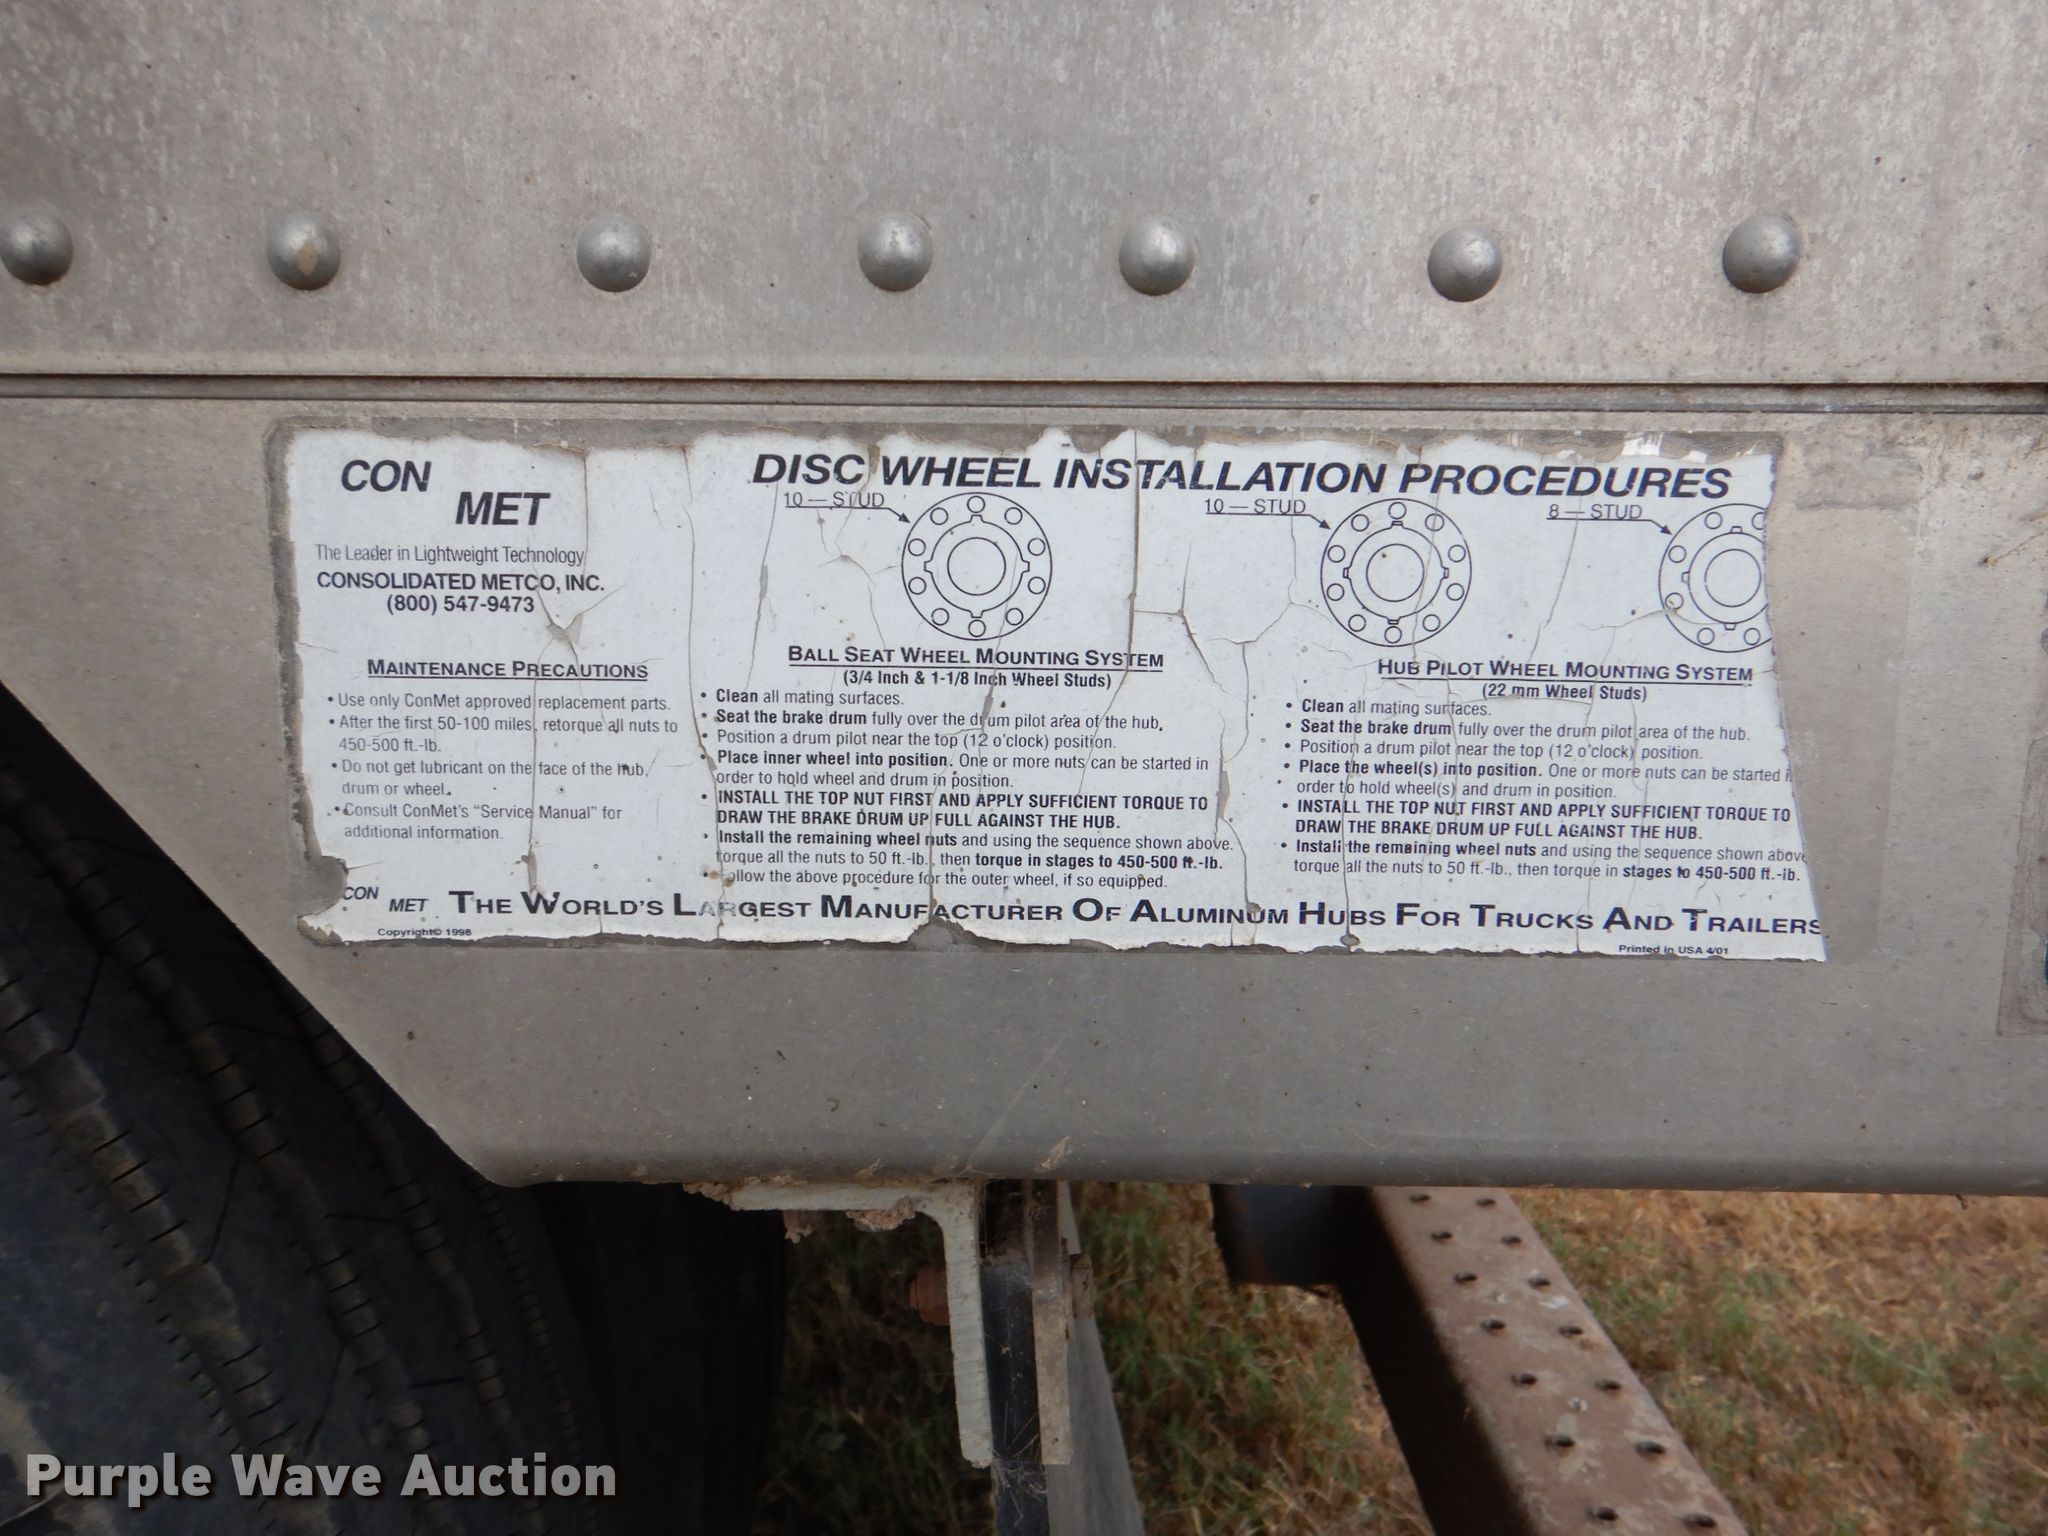 CON
MET
The Leader in Lightweight Technology
CONSOLIDATED METCO, INC.
(800) 547-9473
MAINTENANCE PRECAUTIONS
• Use only ConMet approved replacement parts.
• After the first 50-100 miles, retorque all nuts to
450-500 ft.-lb.
• Do not get lubricant on the face of the hub,
drum or wheel.
• Consult ConMet's "Service Manual" for
additional information.
DISC WHEEL INSTALLATION PROCEDURES
10 — STUD
BALL SEAT WHEEL MOUNTING SYSTEM
(3/4 Inch & 1-1/8 Inch Wheel Studs)
• Clean all mating surfaces.
• Seat the brake drum fully over the drum pilot area of the hub.
• Position a drum pilot near the top (12 o'clock) position.
• Place inner wheel into position. One or more nuts can be started in
order to hold wheel and drum in position.
• INSTALL THE TOP NUT FIRST AND APPLY SUFFICIENT TORQUE TO
DRAW THE BRAKE DRUM UP FULL AGAINST THE HUB.
• Install the remaining wheel nuts and using the sequence shown above.
torque all the nuts to 50 ft.-lb., then torque in stages to 450-500 ft.-lb.
• Follow the above procedure for the outer wheel, if so equipped.
10 — STUD
8 — STUD
HUB PILOT WHEEL MOUNTING SYSTEM
(22 mm Wheel Studs)
• Clean all mating surfaces.
• Seat the brake drum fully over the drum pilot area of the hub.
• Position a drum pilot near the top (12 o'clock) position.
• Place the wheel(s) into position. One or more nuts can be started i
order to hold wheel(s) and drum in position.
• INSTALL THE TOP NUT FIRST AND APPLY SUFFICIENT TORQUE TO
DRAW THE BRAKE DRUM UP FULL AGAINST THE HUB.
• Install the remaining wheel nuts and using the sequence shown above
torque all the nuts to 50 ft.-lb., then torque in stages to 450-500 ft.-lb.
CON MET THE WORLD'S LARGEST MANUFACTURER OF ALUMINUM HUBS FOR TRUCKS AND TRAILERS
Copyright© 1998
Printed in USA 4/01
Purple Wave Auction